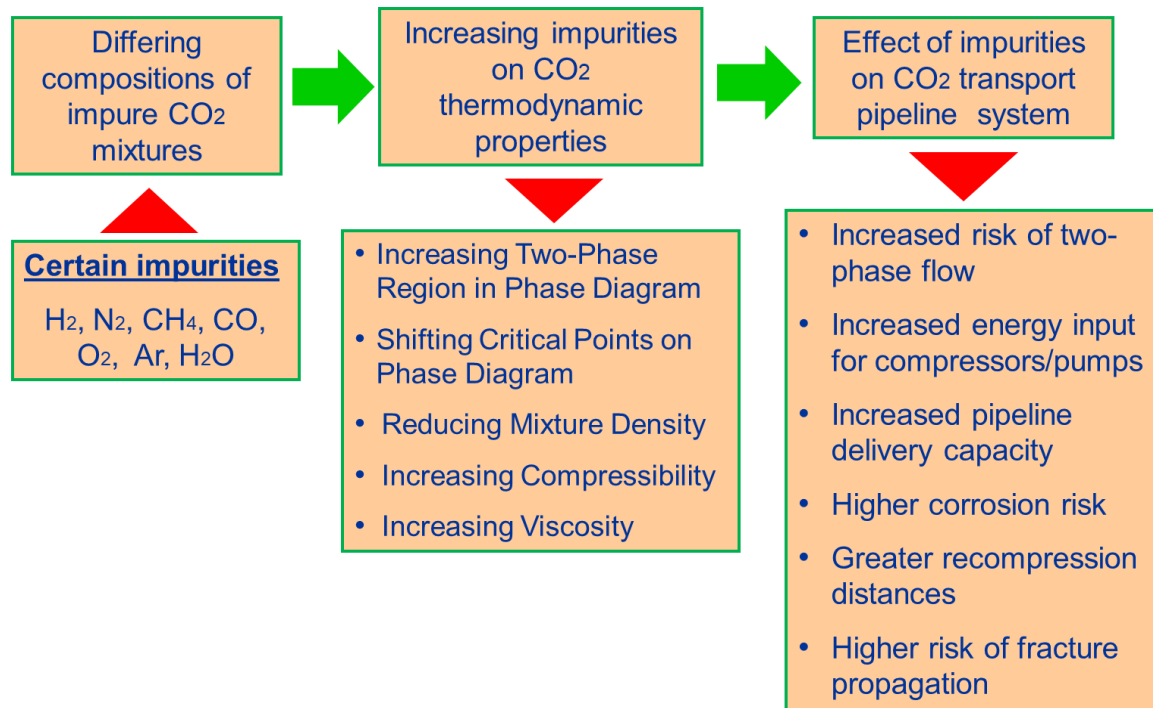 Differing
compositions of
impure CO2
mixtures
Increasing impurities
on CO2
thermodynamic
properties
Effect of impurities
on CO2 transport
pipeline system
Certain impurities
H2, N2, CH4, CO,
O2, Ar, H2O
• Increasing Two-Phase
Region in Phase Diagram
• Shifting Critical Points on
Phase Diagram
• Reducing Mixture Density
• Increasing Compressibility
• Increasing Viscosity
• Increased risk of two-
phase flow
• Increased energy input
for compressors/pumps
• Increased pipeline
delivery capacity
• Higher corrosion risk
• Greater recompression
distances
• Higher risk of fracture
propagation